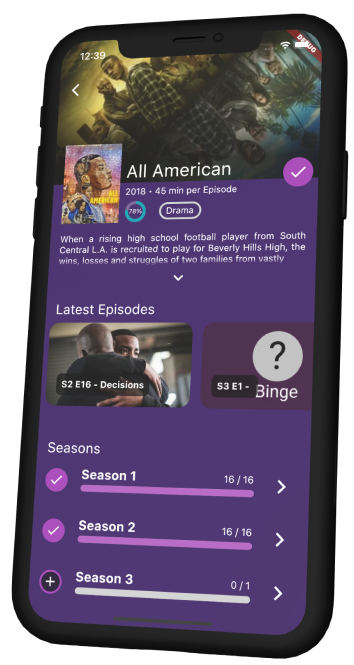 12:39
DEBUG
ALL
AMERICAN
All American
2018 • 45 min per Episode
78%
Drama
When a rising high school football player from South
Central L.A. is recruited to play for Beverly Hills High, the
wins, losses and struggles of two families from vastly
Latest Episodes
S2 E16 - Decisions
?
S3 E1 -
Binge
Seasons
Season 1
16 / 16
Season 2
16 / 16
Season 3
0 / 1